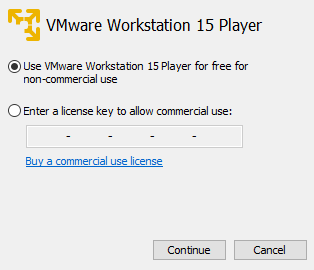 VMware Workstation 15 Player
Use VMware Workstation 15 Player for free for
non-commercial use
Enter a license key to allow commercial use:
- - - -
Buy a commercial use license
Continue Cancel